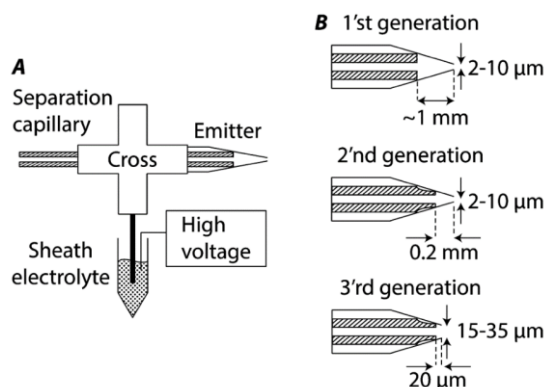 A
Separation
capillary
Emitter
Cross
Sheath
electrolyte
High
voltage
B
1'st generation
2-10 μm
~1 mm
2'nd generation
2-10 μm
0.2 mm
3'rd generation
15-35 μm
20 μm